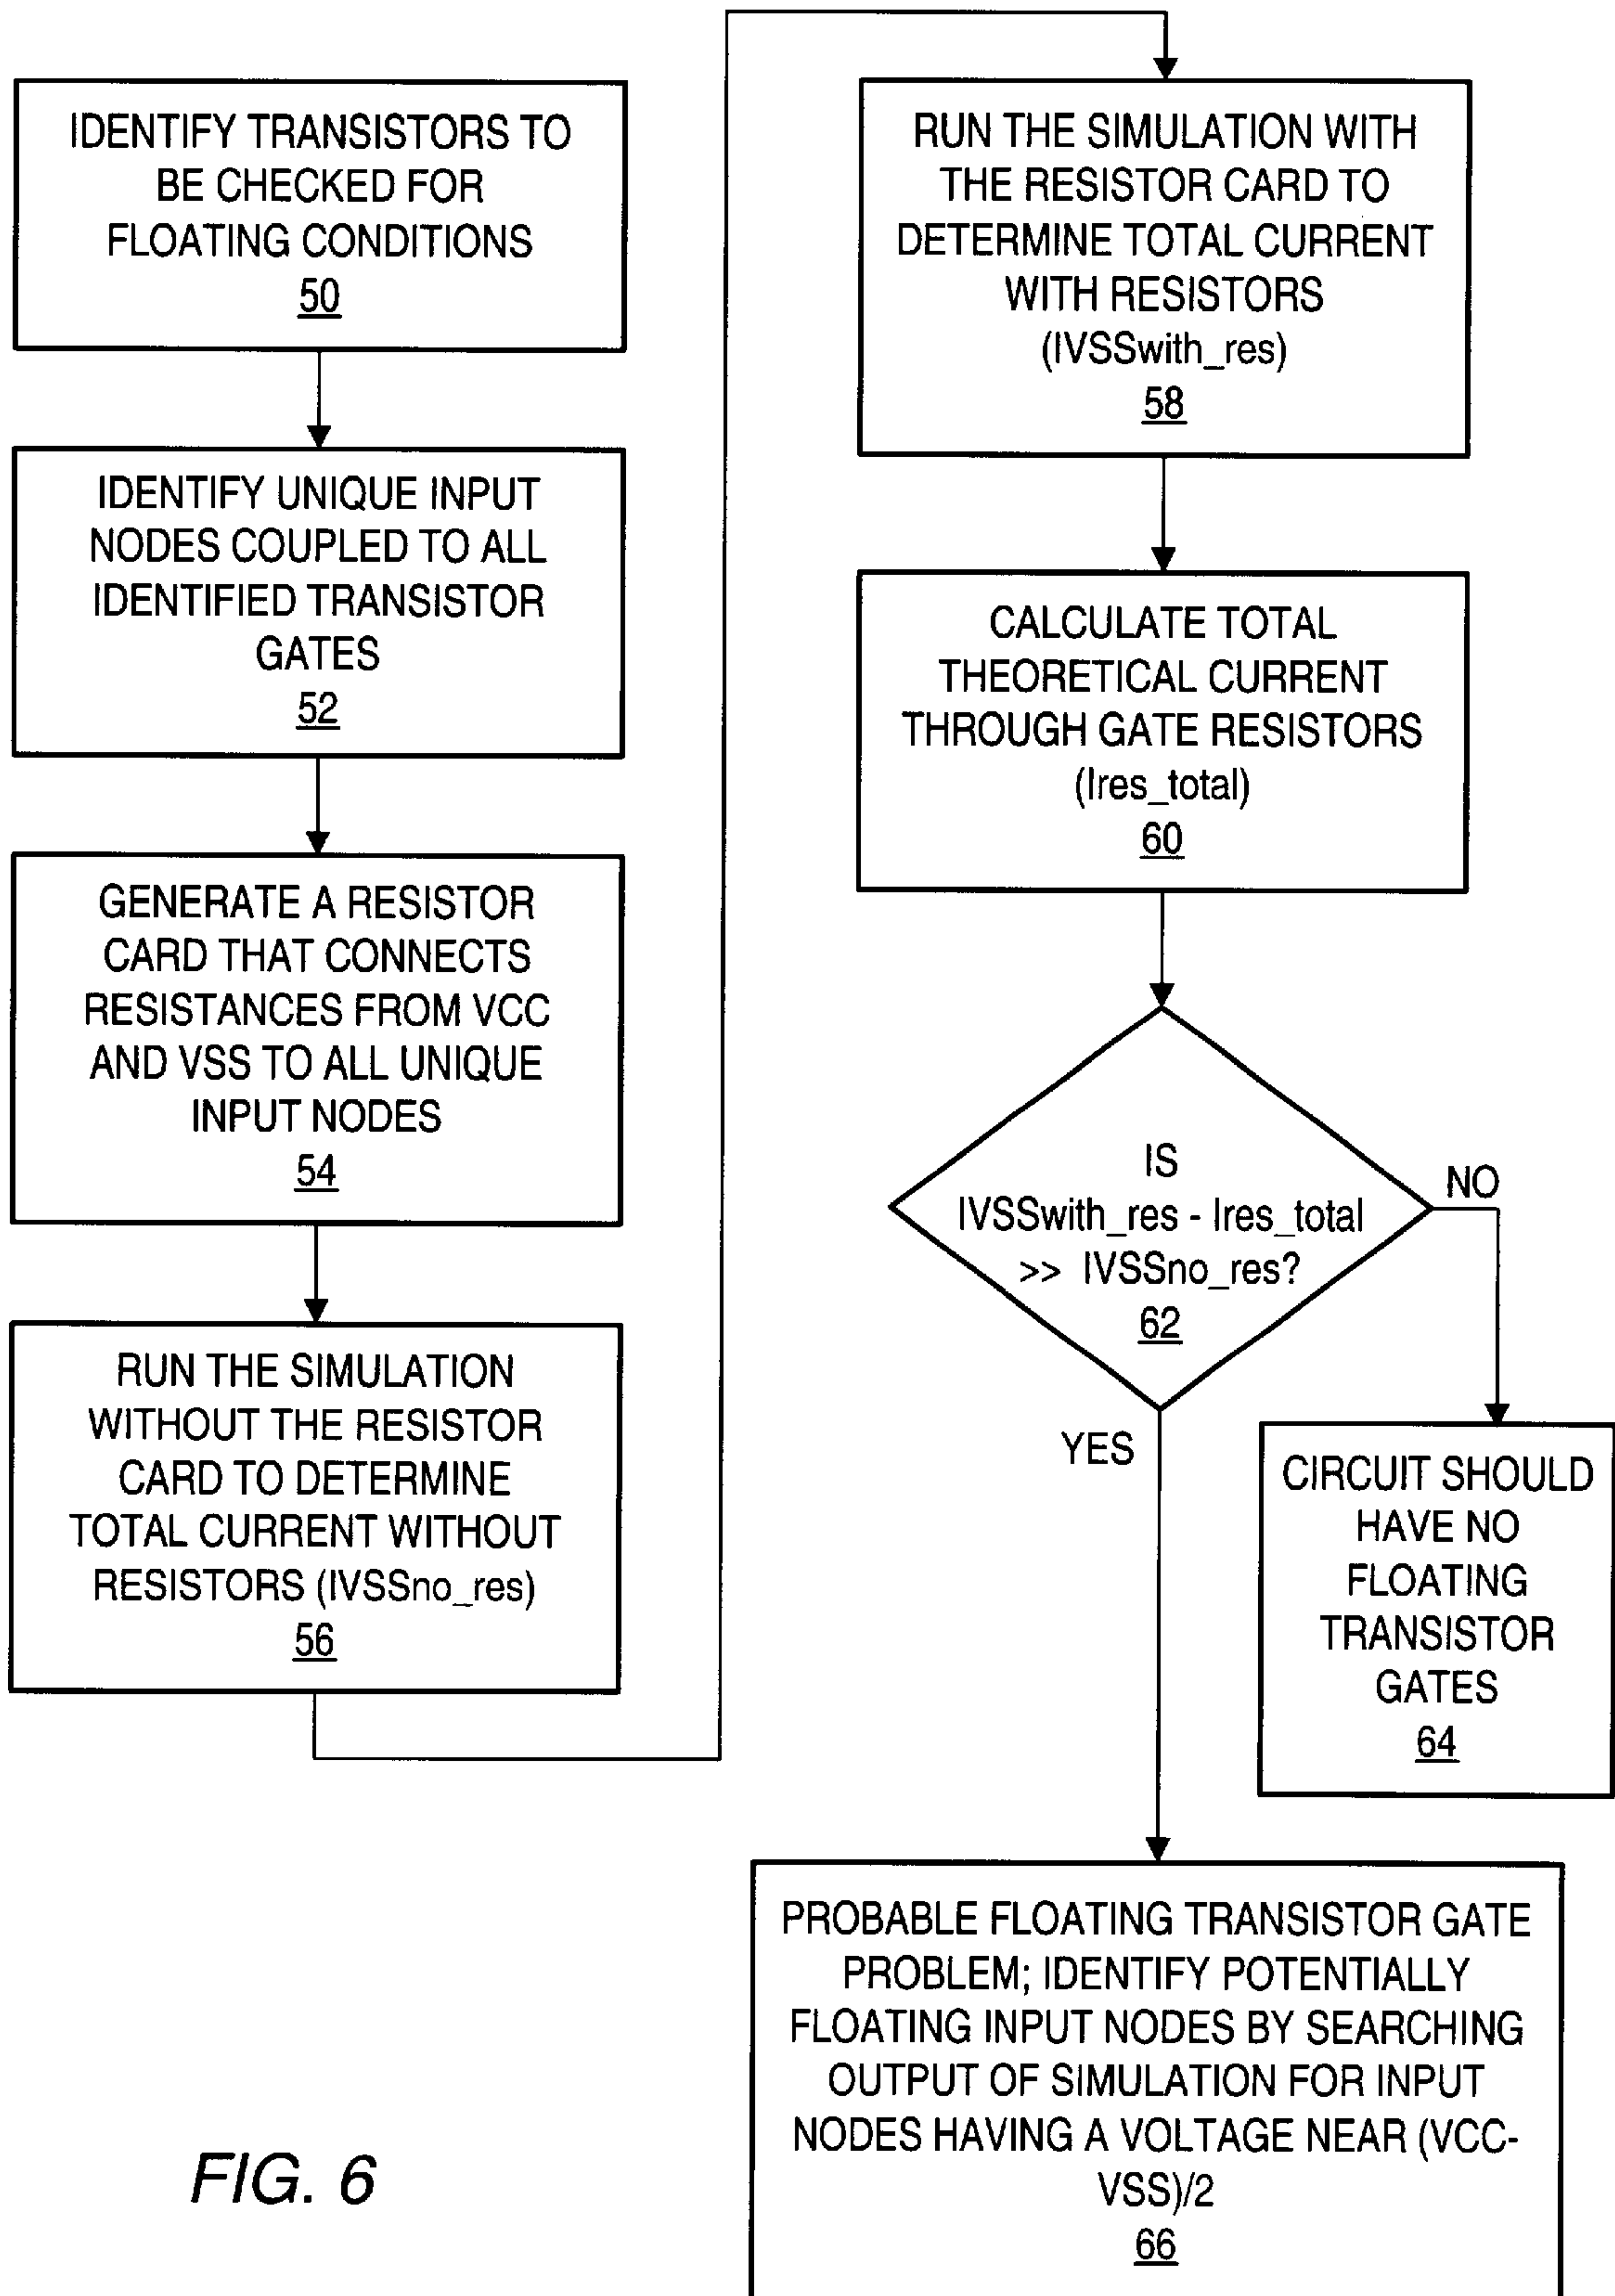 IDENTIFY TRANSISTORS TO
BE CHECKED FOR
FLOATING CONDITIONS
50
IDENTIFY UNIQUE INPUT
NODES COUPLED TO ALL
IDENTIFIED TRANSISTOR
GATES
52
GENERATE A RESISTOR
CARD THAT CONNECTS
RESISTANCES FROM VCC
AND VSS TO ALL UNIQUE
INPUT NODES
54
RUN THE SIMULATION
WITHOUT THE RESISTOR
CARD TO DETERMINE
TOTAL CURRENT WITHOUT
RESISTORS (IVSSno_res)
56
RUN THE SIMULATION WITH
THE RESISTOR CARD TO
DETERMINE TOTAL CURRENT
WITH RESISTORS
(IVSSwith_res)
58
CALCULATE TOTAL
THEORETICAL CURRENT
THROUGH GATE RESISTORS
(Ires_total)
60
IS
IVSSwith_res - Ires_total
>> IVSSno_res?
62
NO
YES
CIRCUIT SHOULD
HAVE NO
FLOATING
TRANSISTOR
GATES
64
PROBABLE FLOATING TRANSISTOR GATE
PROBLEM; IDENTIFY POTENTIALLY
FLOATING INPUT NODES BY SEARCHING
OUTPUT OF SIMULATION FOR INPUT
NODES HAVING A VOLTAGE NEAR (VCC-
VSS)/2
66
FIG. 6